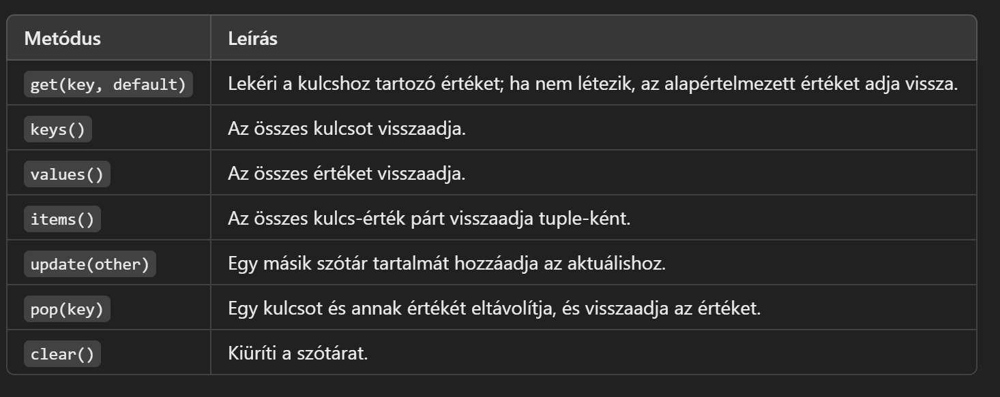 Metódus Leírás
get(key, default) Lekéri a kulcshoz tartozó értéket; ha nem létezik, az alapértelmezett értéket adja vissza.
keys() Az összes kulcsot visszaadja.
values() Az összes értéket visszaadja.
items() Az összes kulcs-érték párt visszaadja tuple-ként.
update(other) Egy másik szótár tartalmát hozzáadja az aktuálishoz.
pop(key) Egy kulcsot és annak értékét eltávolítja, és visszaadja az értéket.
clear() Kiüríti a szótárat.